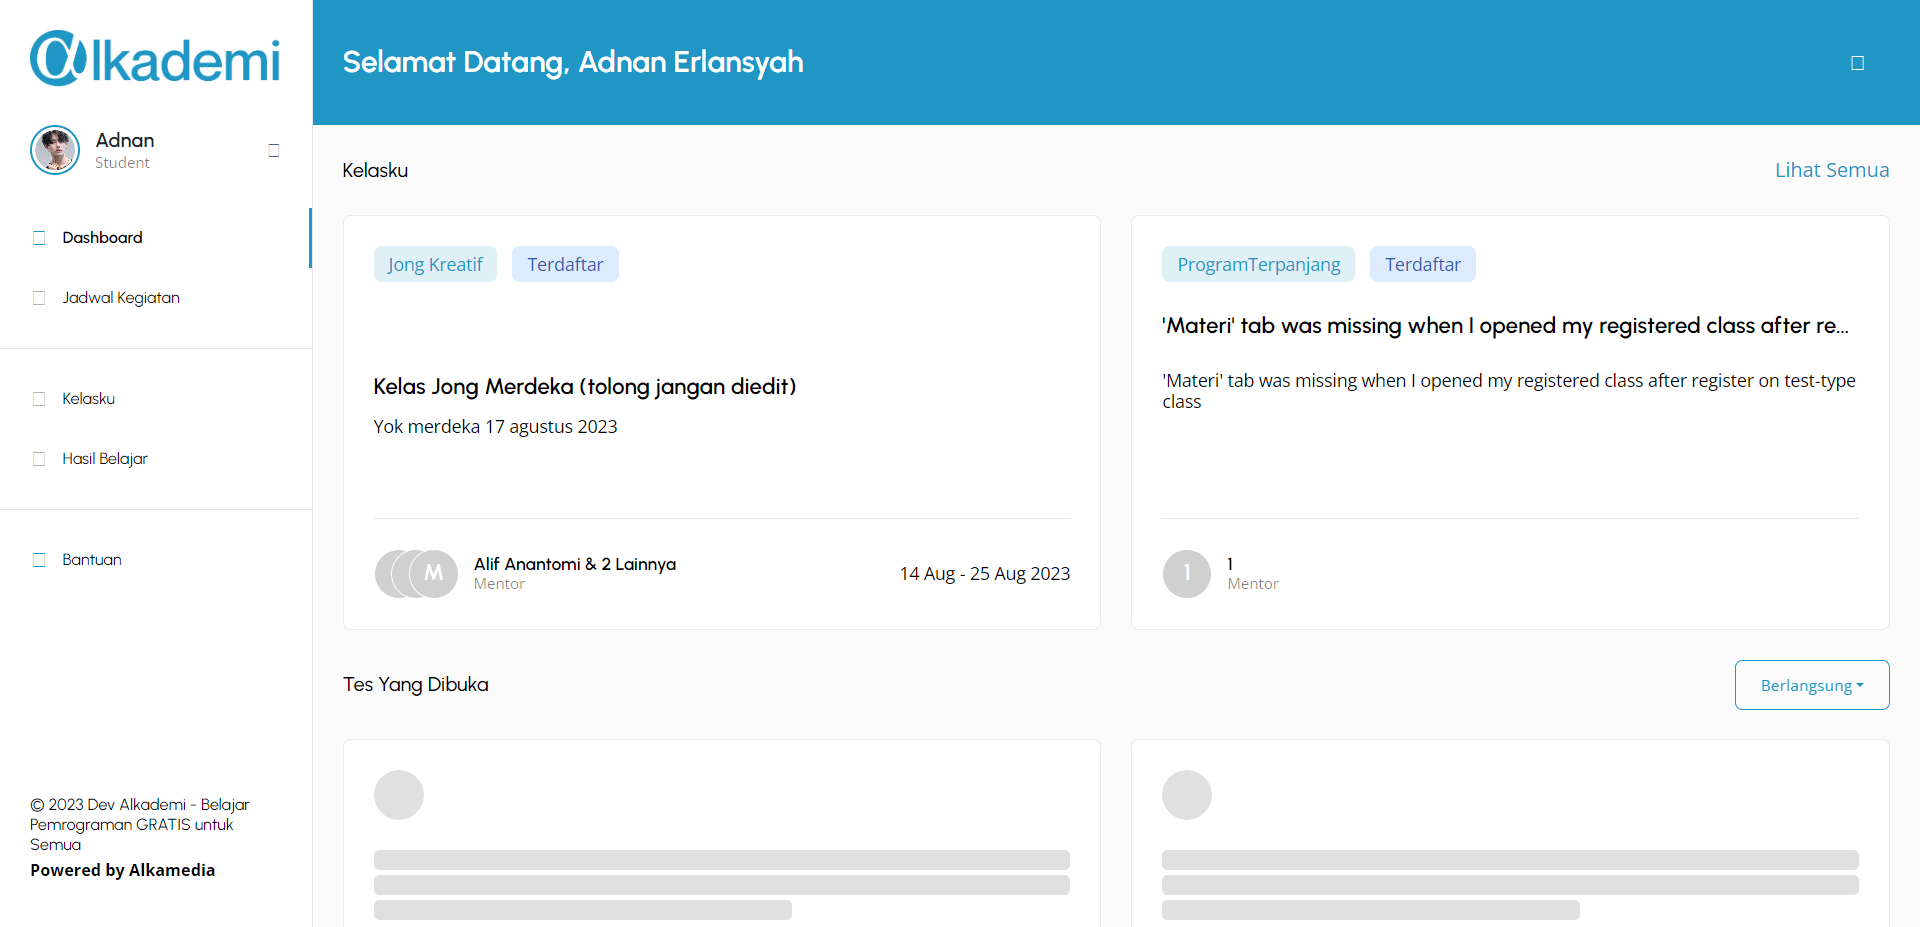 @lkademi
Adnan
Student
Dashboard
Jadwal Kegiatan
Kelasku
Hasil Belajar
Bantuan
© 2023 Dev Alkademi - Belajar
Pemrograman GRATIS untuk
Semua
Powered by Alkamedia
Selamat Datang, Adnan Erlansyah
Kelasku
Lihat Semua
Jong Kreatif
Terdaftar
Kelas Jong Merdeka (tolong jangan diedit)
Yok merdeka 17 agustus 2023
M
Alif Anantomi & 2 Lainnya
Mentor
14 Aug - 25 Aug 2023
ProgramTerpanjang
Terdaftar
'Materi' tab was missing when I opened my registered class after re...
'Materi' tab was missing when I opened my registered class after register on test-type
class
1
1
Mentor
Tes Yang Dibuka
Berlangsung